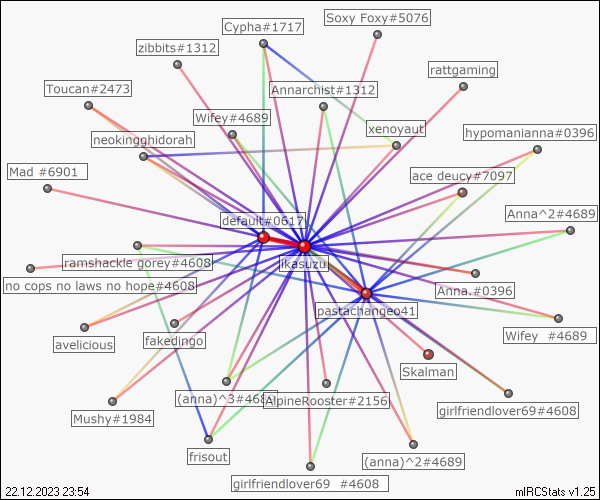 Soxy Foxy#5076
Cypha#1717
zibbits#1312
rattgaming
Toucan#2473
Annarchist#1312
Wifey#4689
xenoyaut
neokingghidorah
hypomanianna#0396
Mad #6901
ace deucy#7097
default#0617
Anna^2#4689
ramshackle gorey#4608
ikasuzu
no cops no laws no hope#4608
Anna.#0396
pastachangeo41
avelicious
fakedingo
Wifey #4689
Skalman
(anna)^3#4689
AlpineRooster#2156
Mushy#1984
girlfriendlover69#4608
frisout
(anna)^2#4689
girlfriendlover69 #4608
22.12.2023 23:54
mIRCStats v1.25